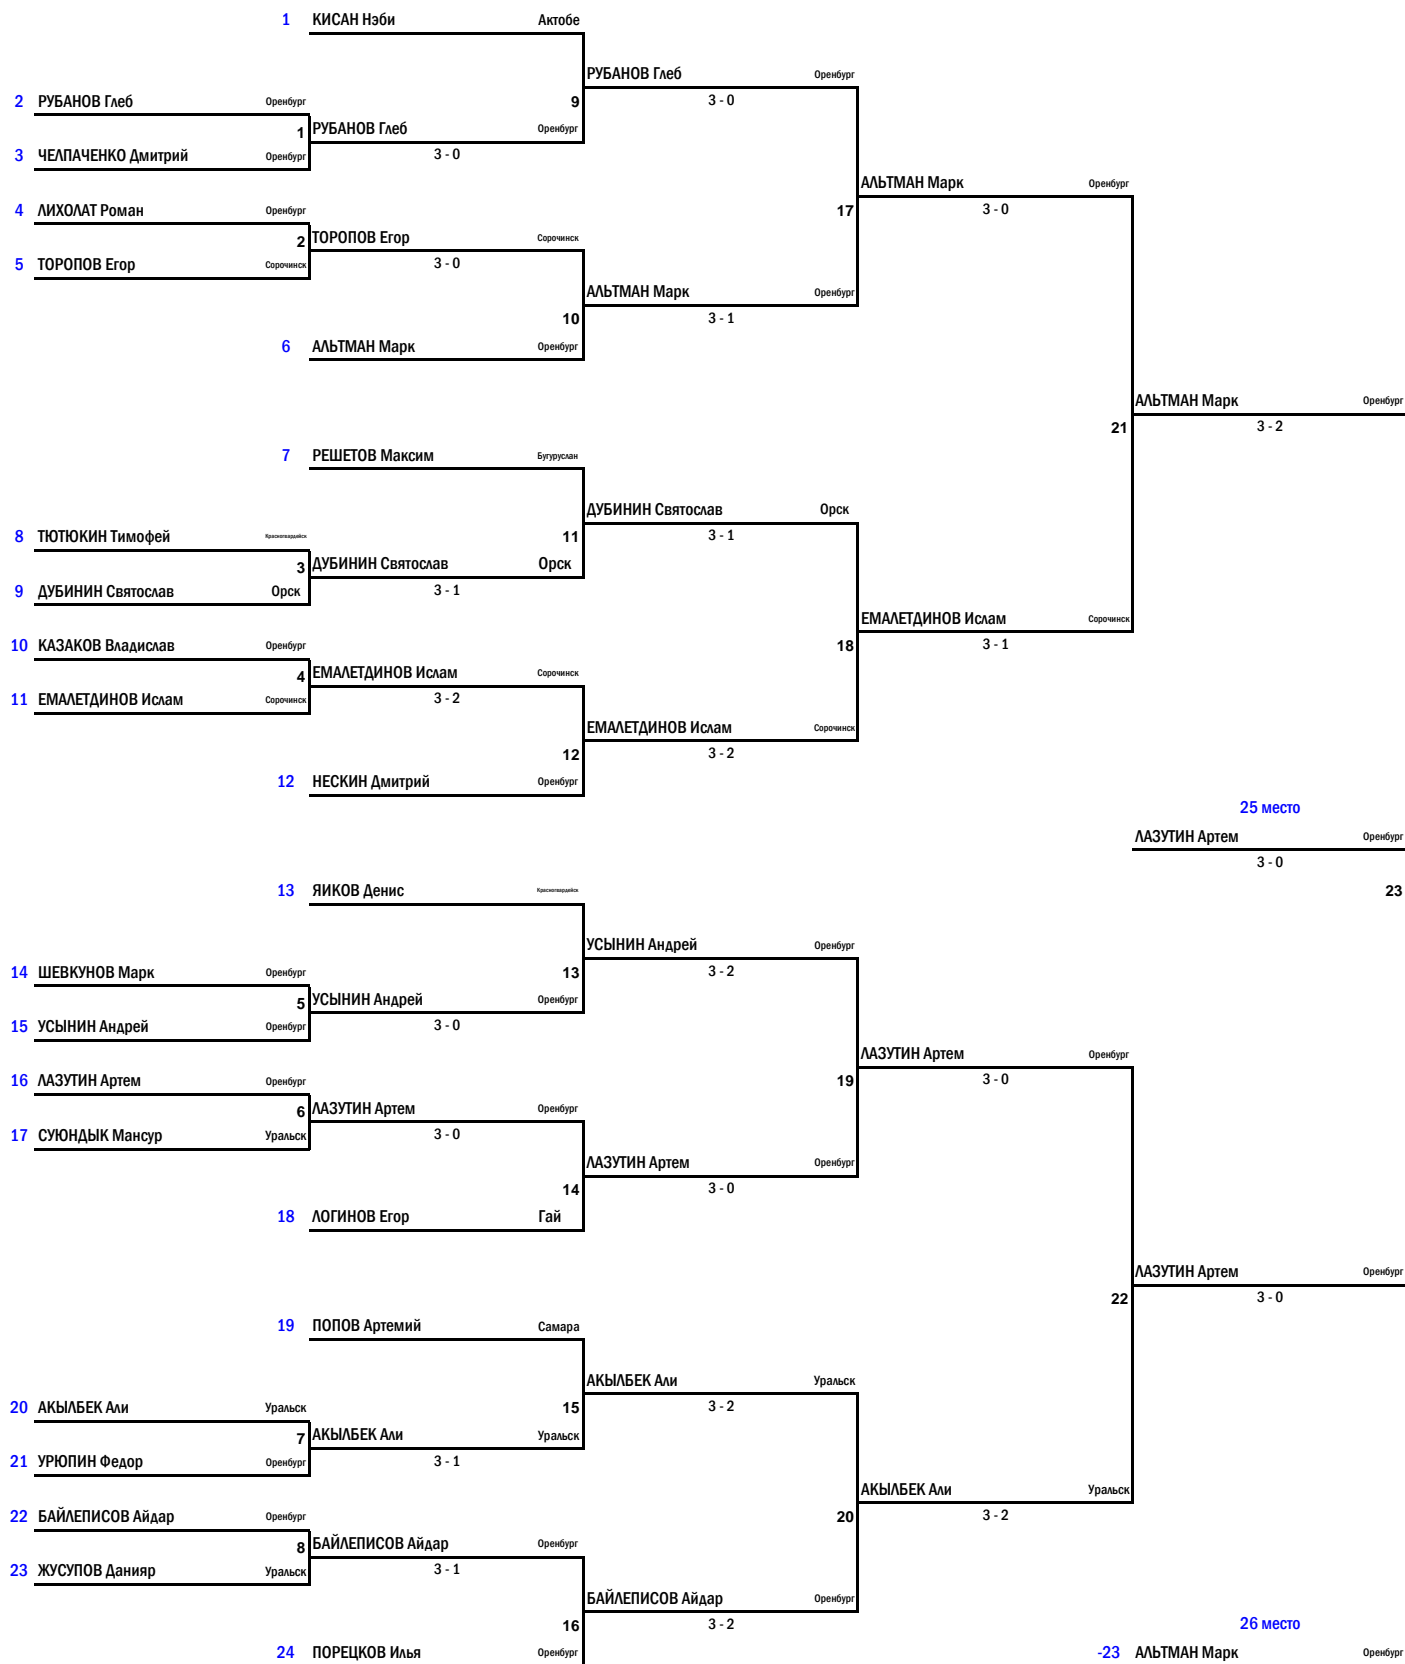 1 КИСАН Нэби Актобе
РУБАНОВ Глеб Оренбург
2 РУБАНОВ Глеб Оренбург 9 3 - 0
1 РУБАНОВ Глеб Оренбург
3 ЧЕЛПАЧЕНКО Дмитрий Оренбург 3 - 0
АЛЬТМАН Марк Оренбург
4 ЛИХОЛАТ Роман Оренбург 17 3 - 0
2 ТОРОПОВ Егор Сорочинск
5 ТОРОПОВ Егор Сорочинск 3 - 0
АЛЬТМАН Марк Оренбург
10 3 - 1
6 АЛЬТМАН Марк Оренбург
АЛЬТМАН Марк Оренбург
21 3 - 2
7 РЕШЕТОВ Максим Бугуруслан
ДУБИНИН Святослав Орск
8 ТЮТЮКИН Тимофей Красногвардейск 11 3 - 1
3 ДУБИНИН Святослав Орск
9 ДУБИНИН Святослав Орск 3 - 1
ЕМАЛЕТДИНОВ Ислам Сорочинск
10 КАЗАКОВ Владислав Оренбург 18 3 - 1
4 ЕМАЛЕТДИНОВ Ислам Сорочинск
11 ЕМАЛЕТДИНОВ Ислам Сорочинск 3 - 2
ЕМАЛЕТДИНОВ Ислам Сорочинск
12 3 - 2
12 НЕСКИН Дмитрий Оренбург
25 место
ЛАЗУТИН Артем Оренбург
3 - 0
13 ЯИКОВ Денис Красногвардейск 23
УСЫНИН Андрей Оренбург
14 ШЕВКУНОВ Марк Оренбург 13 3 - 2
5 УСЫНИН Андрей Оренбург
15 УСЫНИН Андрей Оренбург 3 - 0
ЛАЗУТИН Артем Оренбург
16 ЛАЗУТИН Артем Оренбург 19 3 - 0
6 ЛАЗУТИН Артем Оренбург
17 СУЮНДЫК Мансур Уральск 3 - 0
ЛАЗУТИН Артем Оренбург
14 3 - 0
18 ЛОГИНОВ Егор Гай
ЛАЗУТИН Артем Оренбург
22 3 - 0
19 ПОПОВ Артемий Самара
АКЫЛБЕК Али Уральск
20 АКЫЛБЕК Али Уральск 15 3 - 2
7 АКЫЛБЕК Али Уральск
21 УРЮПИН Федор Оренбург 3 - 1
АКЫЛБЕК Али Уральск
22 БАЙЛЕПИСОВ Айдар Оренбург 20 3 - 2
8 БАЙЛЕПИСОВ Айдар Оренбург
23 ЖУСУПОВ Данияр Уральск 3 - 1
БАЙЛЕПИСОВ Айдар Оренбург
16 3 - 2 26 место
24 ПОРЕЦКОВ Илья Оренбург -23 АЛЬТМАН Марк Оренбург